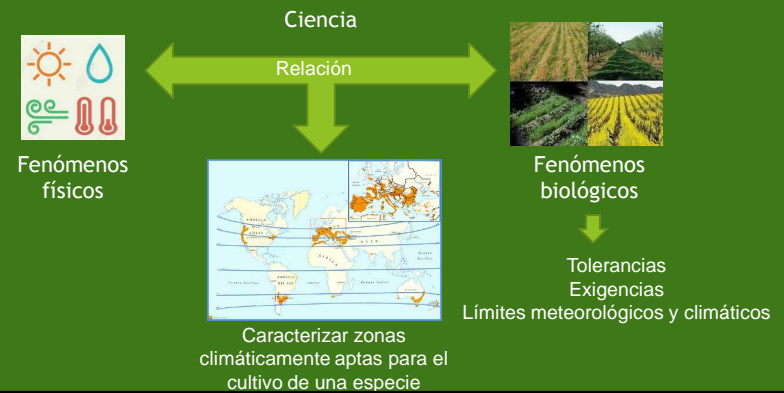 Ciencia
Relación
Fenómenos
físicos
Fenómenos
biológicos
Tolerancias
Exigencias
Límites meteorológicos y climáticos
Caracterizar zonas
climáticamente aptas para el
cultivo de una especie